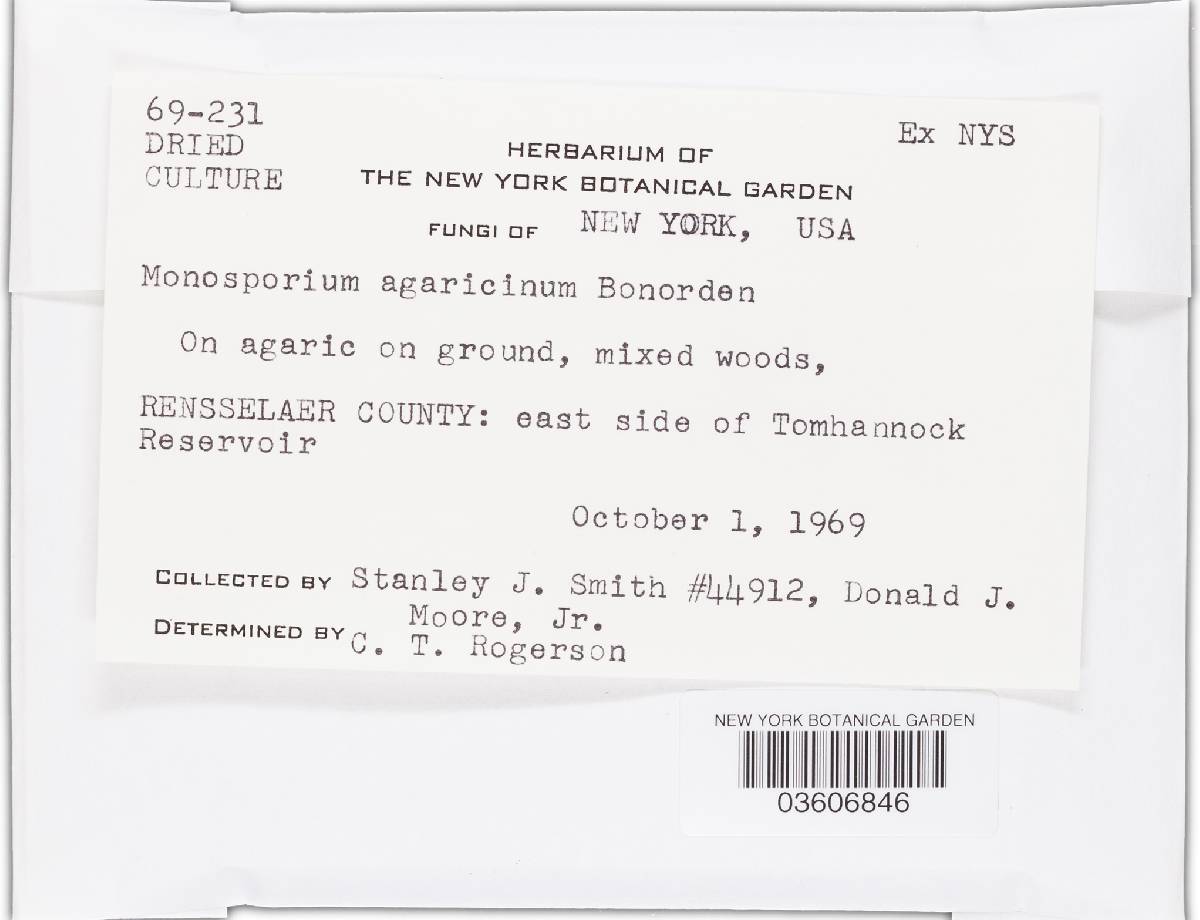 69-231
DRIED
CULTURE
Ex NYS
HERBARIUM OF
THE NEW YORK BOTANICAL GARDEN
FUNGI OF NEW YORK, USA
Monosporium agaricinum Bonorden
On agaric on ground, mixed woods,
RENSSELAER COUNTY: east side of Tomhannock
Reservoir
October 1, 1969
COLLECTED BY Stanley J. Smith #44912, Donald J.
Moore, Jr.
DETERMINED BY C. T. Rogerson
NEW YORK BOTANICAL GARDEN
03606846